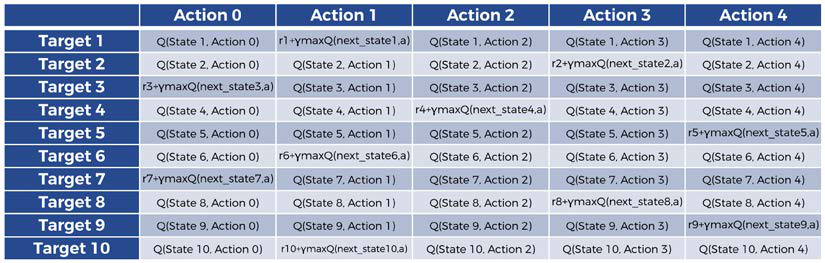 Action 0 Action 1 Action 2 Action 3 Action 4
Target 1 Q(State 1, Action 0) r1+γmaxQ(next_state1,a) Q(State 1, Action 2) Q(State 1, Action 3) Q(State 1, Action 4)
Target 2 Q(State 2, Action 0) Q(State 2, Action 1) Q(State 2, Action 2) r2+γmaxQ(next_state2,a) Q(State 2, Action 4)
Target 3 r3+γmaxQ(next_state3,a) Q(State 3, Action 1) Q(State 3, Action 2) Q(State 3, Action 3) Q(State 3, Action 4)
Target 4 Q(State 4, Action 0) Q(State 4, Action 1) r4+γmaxQ(next_state4,a) Q(State 4, Action 3) Q(State 4, Action 4)
Target 5 Q(State 5, Action 0) Q(State 5, Action 1) Q(State 5, Action 2) Q(State 5, Action 3) r5+γmaxQ(next_state5,a)
Target 6 Q(State 6, Action 0) r6+γmaxQ(next_state6,a) Q(State 6, Action 2) Q(State 6, Action 3) Q(State 6, Action 4)
Target 7 r7+γmaxQ(next_state7,a) Q(State 7, Action 1) Q(State 7, Action 2) Q(State 7, Action 3) Q(State 7, Action 4)
Target 8 Q(State 8, Action 0) Q(State 8, Action 1) Q(State 8, Action 2) r8+γmaxQ(next_state8,a) Q(State 8, Action 4)
Target 9 Q(State 9, Action 0) Q(State 9, Action 1) Q(State 9, Action 2) Q(State 9, Action 3) r9+γmaxQ(next_state9,a)
Target 10 Q(State 10, Action 0) r10+γmaxQ(next_state10,a) Q(State 10, Action 2) Q(State 10, Action 3) Q(State 10, Action 4)